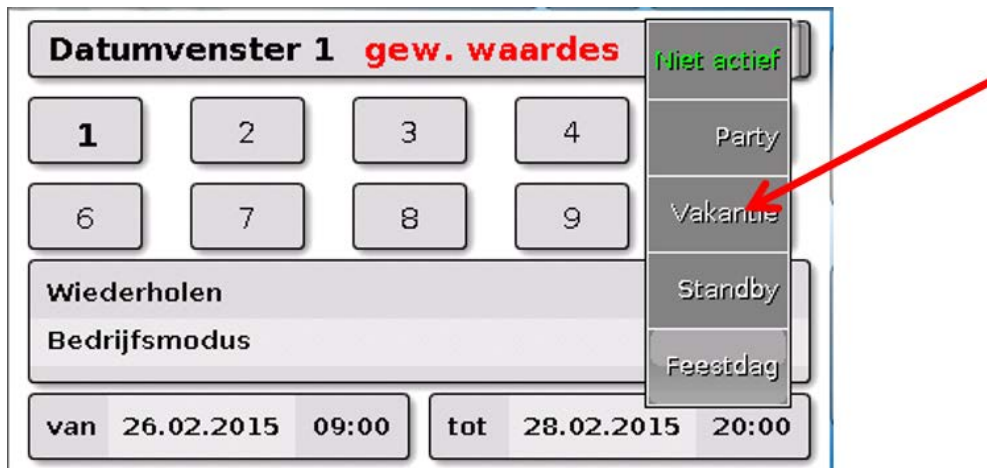 Datumvenster 1 gew. waardes
Niet actief
1 2 3 4
Party
6 7 8 9
Vakantie
Wiederholen
Standby
Bedrijfsmodus
Feestdag
van 26.02.2015 09:00 tot 28.02.2015 20:00